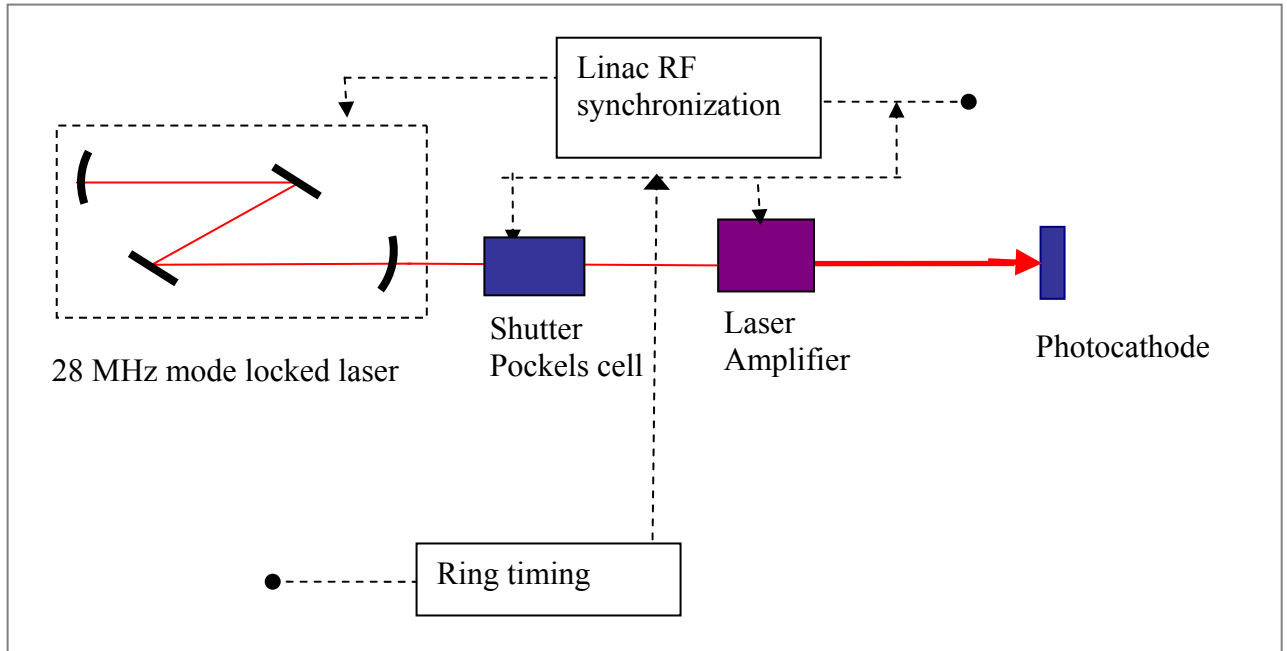 Linac RF
synchronization
Shutter
Pockels cell
Laser
Amplifier
Photocathode
28 MHz mode locked laser
Ring timing